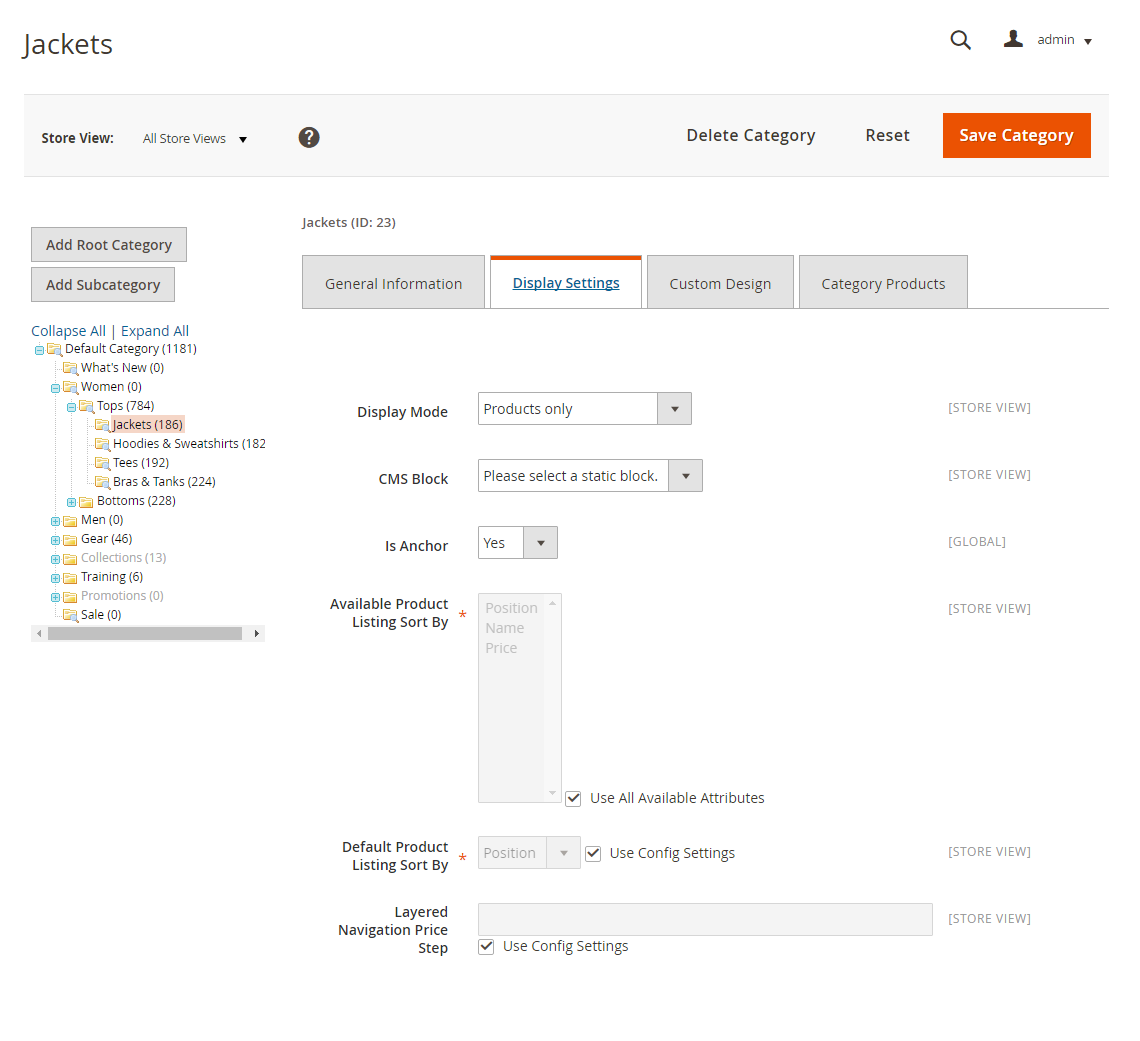 Jackets
admin
Store View: All Store Views ?
Delete Category Reset Save Category
Add Root Category
Add Subcategory
Collapse All | Expand All
Default Category (1181)
What's New (0)
Women (0)
Tops (784)
Jackets (186)
Hoodies & Sweatshirts (182
Tees (192)
Bras & Tanks (224)
Bottoms (228)
Men (0)
Gear (46)
Collections (13)
Training (6)
Promotions (0)
Sale (0)
Jackets (ID: 23)
General Information Display Settings Custom Design Category Products
Display Mode Products only [STORE VIEW]
CMS Block Please select a static block. [STORE VIEW]
Is Anchor Yes [GLOBAL]
Available Product
Listing Sort By * [STORE VIEW]
Position
Name
Price
Use All Available Attributes
Default Product
Listing Sort By * Position Use Config Settings [STORE VIEW]
Layered
Navigation Price
Step [STORE VIEW]
Use Config Settings